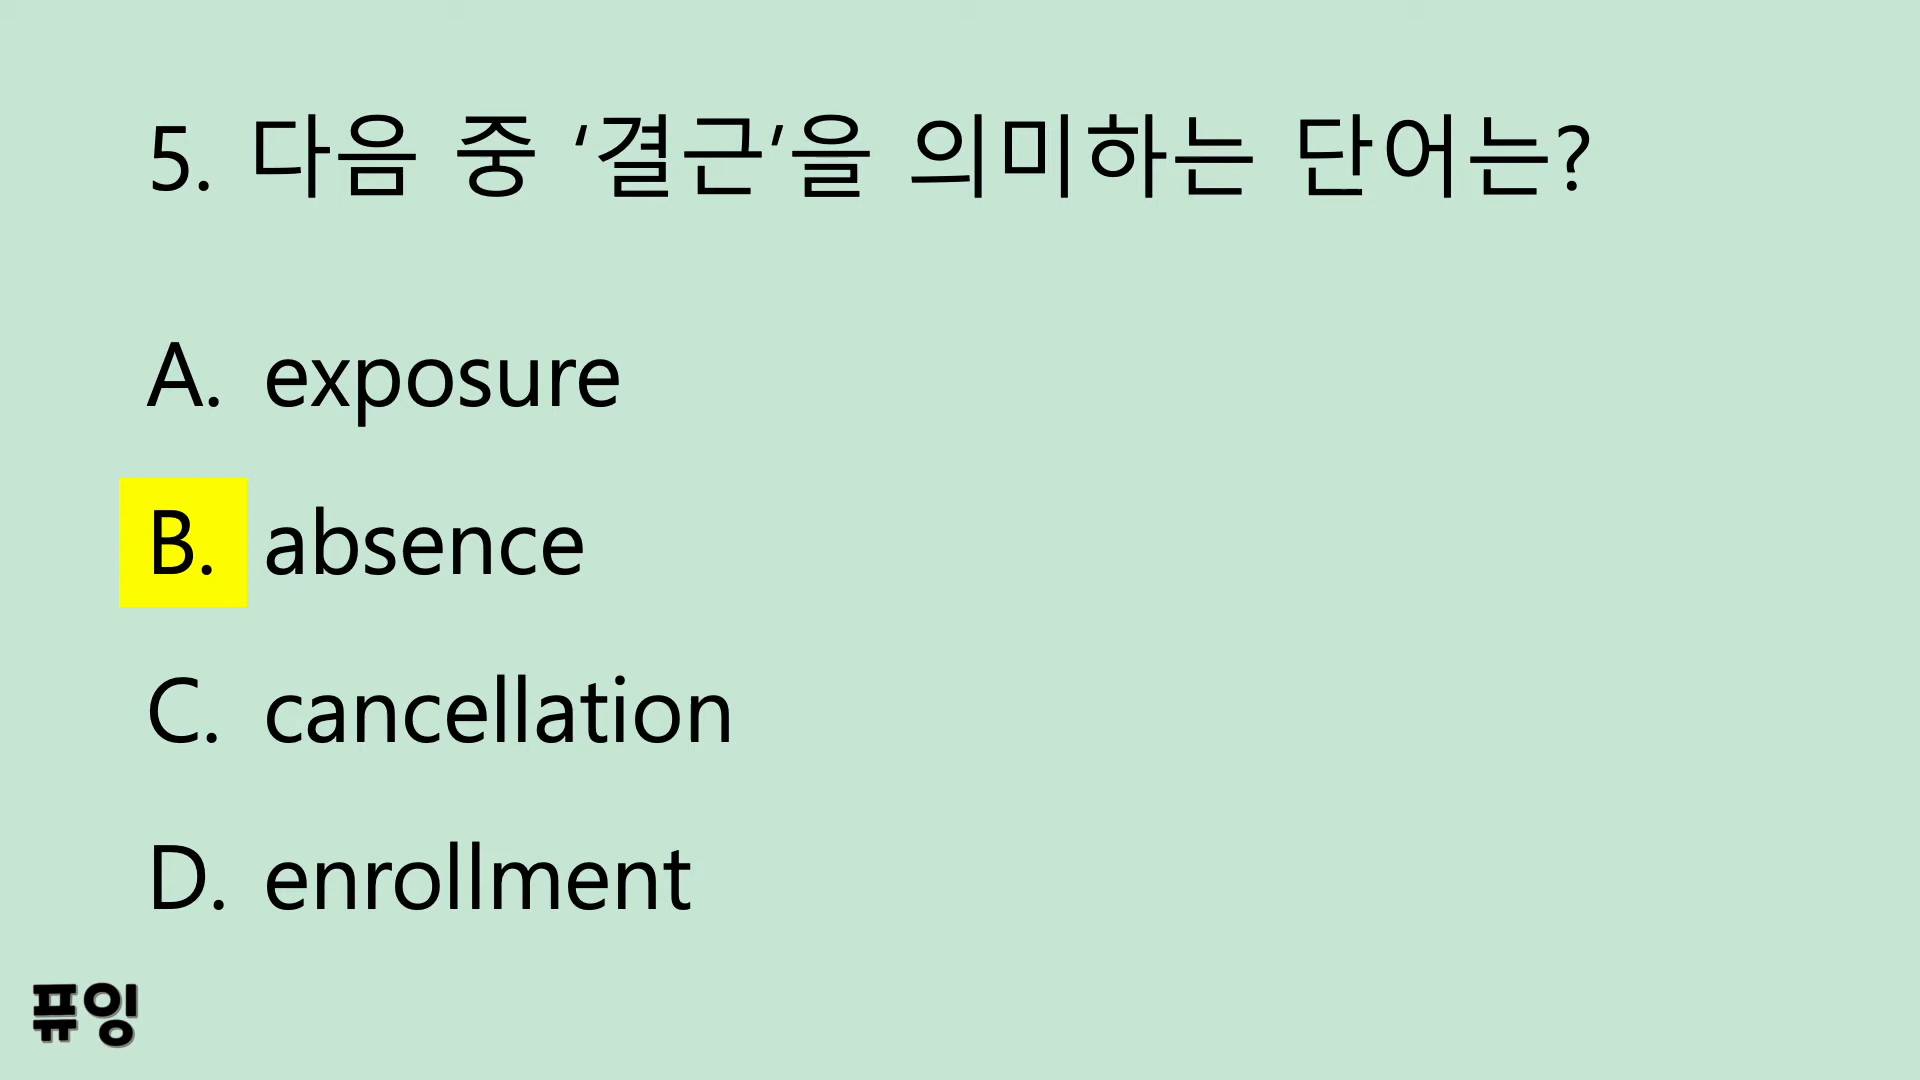 5. 다음 중 ‘결근’을 의미하는 단어는?
A. exposure
B. absence
C. cancellation
D. enrollment
퓨잉